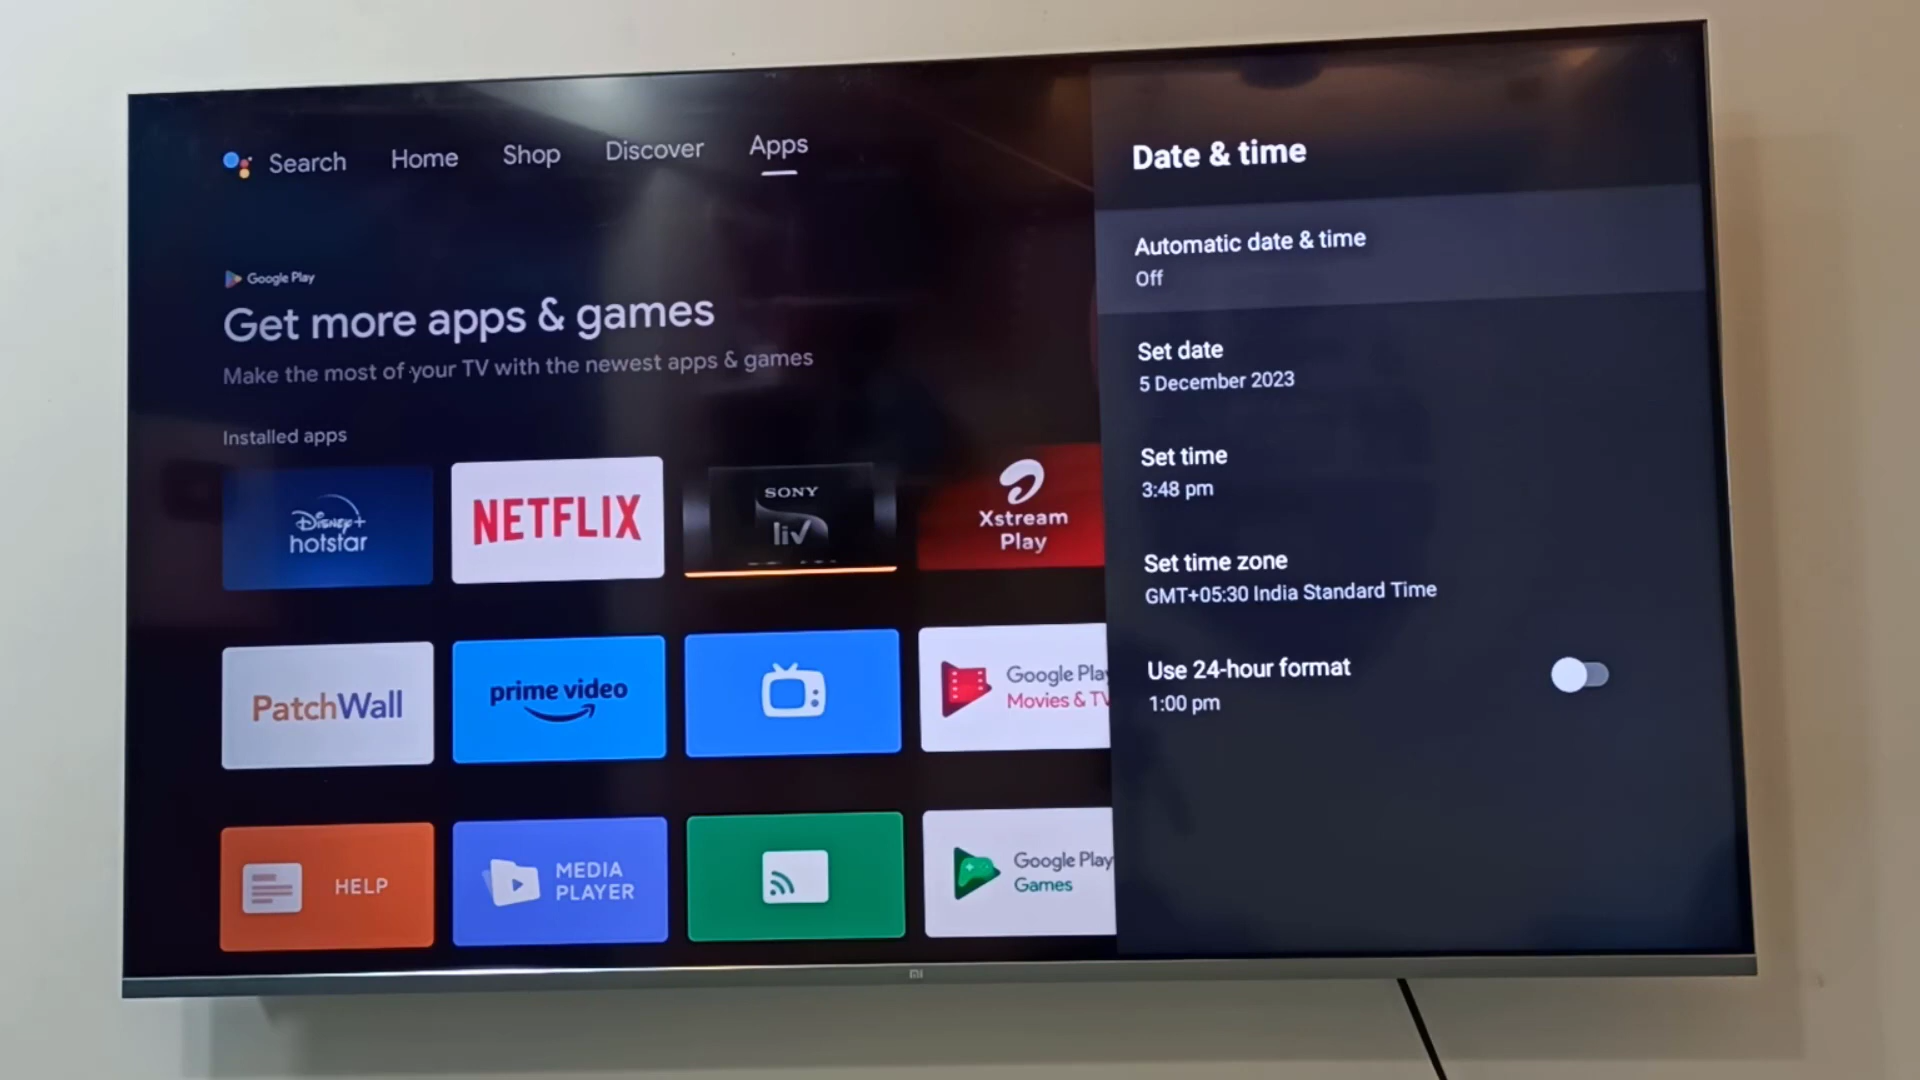 Search Home Shop Discover Apps
Google Play
Get more apps & games
Make the most of your TV with the newest apps & games
Installed apps
Disney+
hotstar
NETFLIX
SONY
liv
Xstream
Play
PatchWall
prime video
Google Play
Movies & TV
HELP
MEDIA
PLAYER
Google Play
Games
Date & time
Automatic date & time
Off
Set date
5 December 2023
Set time
3:48 pm
Set time zone
GMT+05:30 India Standard Time
Use 24-hour format
1:00 pm
mi